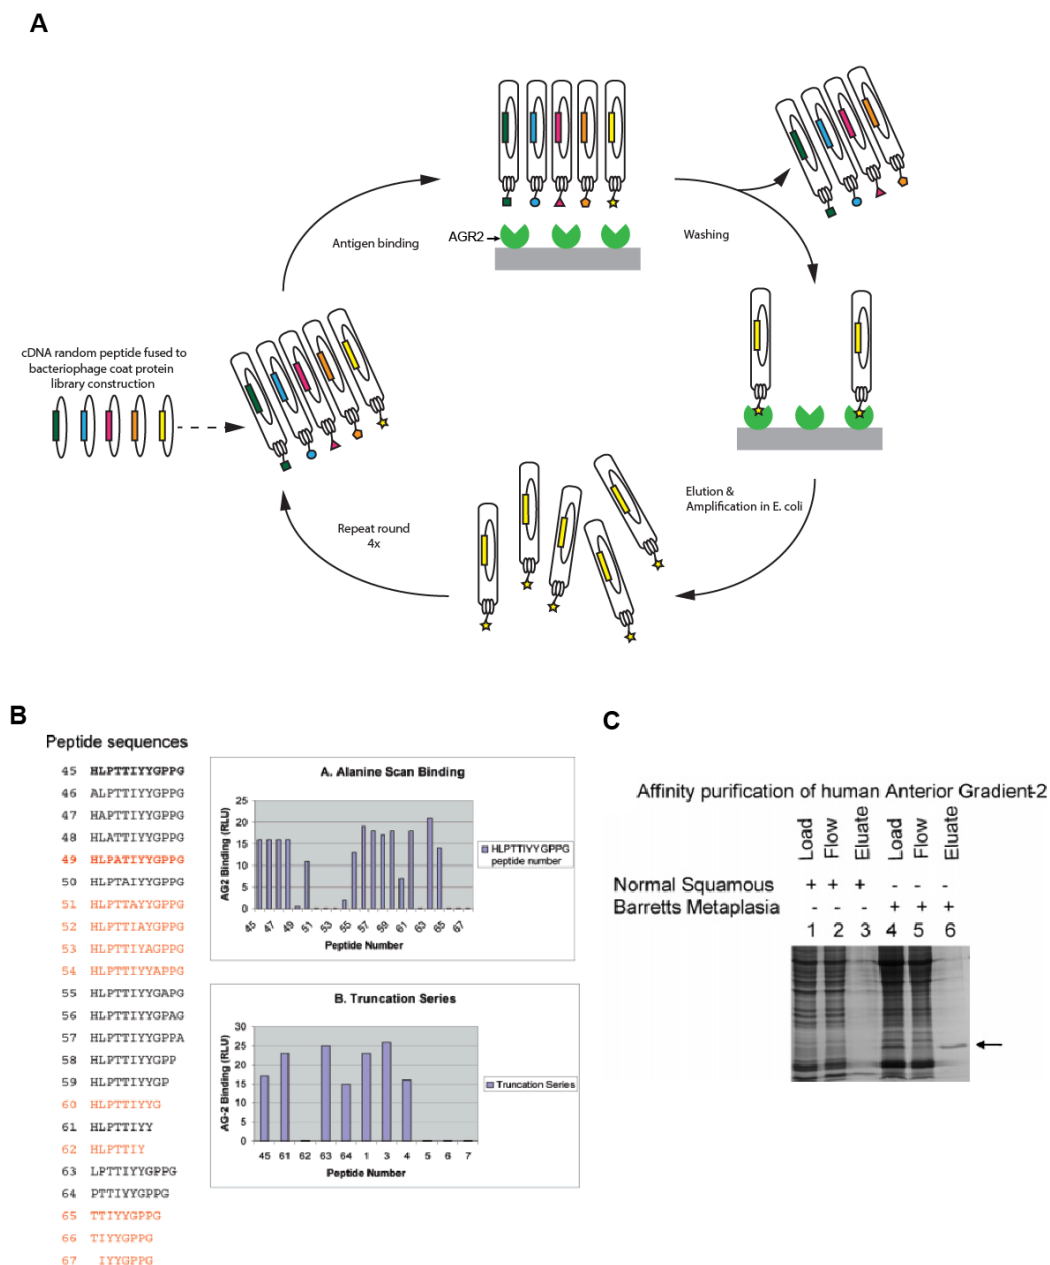 A
Antigen binding
AGR2
Washing
cDNA random peptide fused to
bacteriophage coat protein
library construction
Elution &
Amplification in E. coli
Repeat round
4x
B
Peptide sequences
45 HLPTTIYYGPPG
46 ALPTTIYYGPPG
47 HAPTTIYYGPPG
48 HLATTIYYGPPG
49 HLPATIYYGPPG
50 HLPTAIYYGPPG
51 HLPTTAYYGPPG
52 HLPTTIAYGPPG
53 HLPTTIYAGPPG
54 HLPTTIYYAPPG
55 HLPTTIYYGAPG
56 HLPTTIYYGPAG
57 HLPTTIYYGPPA
58 HLPTTIYYGPP
59 HLPTTIYYGP
60 HLPTTIYYG
61 HLPTTIYY
62 HLPTTIY
63 LPTTIYYGPPG
64 PTTIYYGPPG
65 TTIYYGPPG
66 TIYYGPPG
67 IYYGPPG
A. Alanine Scan Binding
AG2 Binding (RLU)
25
20
15
10
5
0
45 47 49 51 53 55 57 59 61 63 65 67
Peptide Number
HLPTTIVYGPPG
peptide number
B. Truncation Series
AG-2 Binding (RLU)
30
25
20
15
10
5
0
45 61 62 63 64 1 3 4 5 6 7
Peptide Number
Truncation Series
C
Affinity purification of human Anterior Gradient-2
Load Flow Eluate Load Flow Eluate
Normal Squamous + + + - - -
Barretts Metaplasia - - - + + +
1 2 3 4 5 6